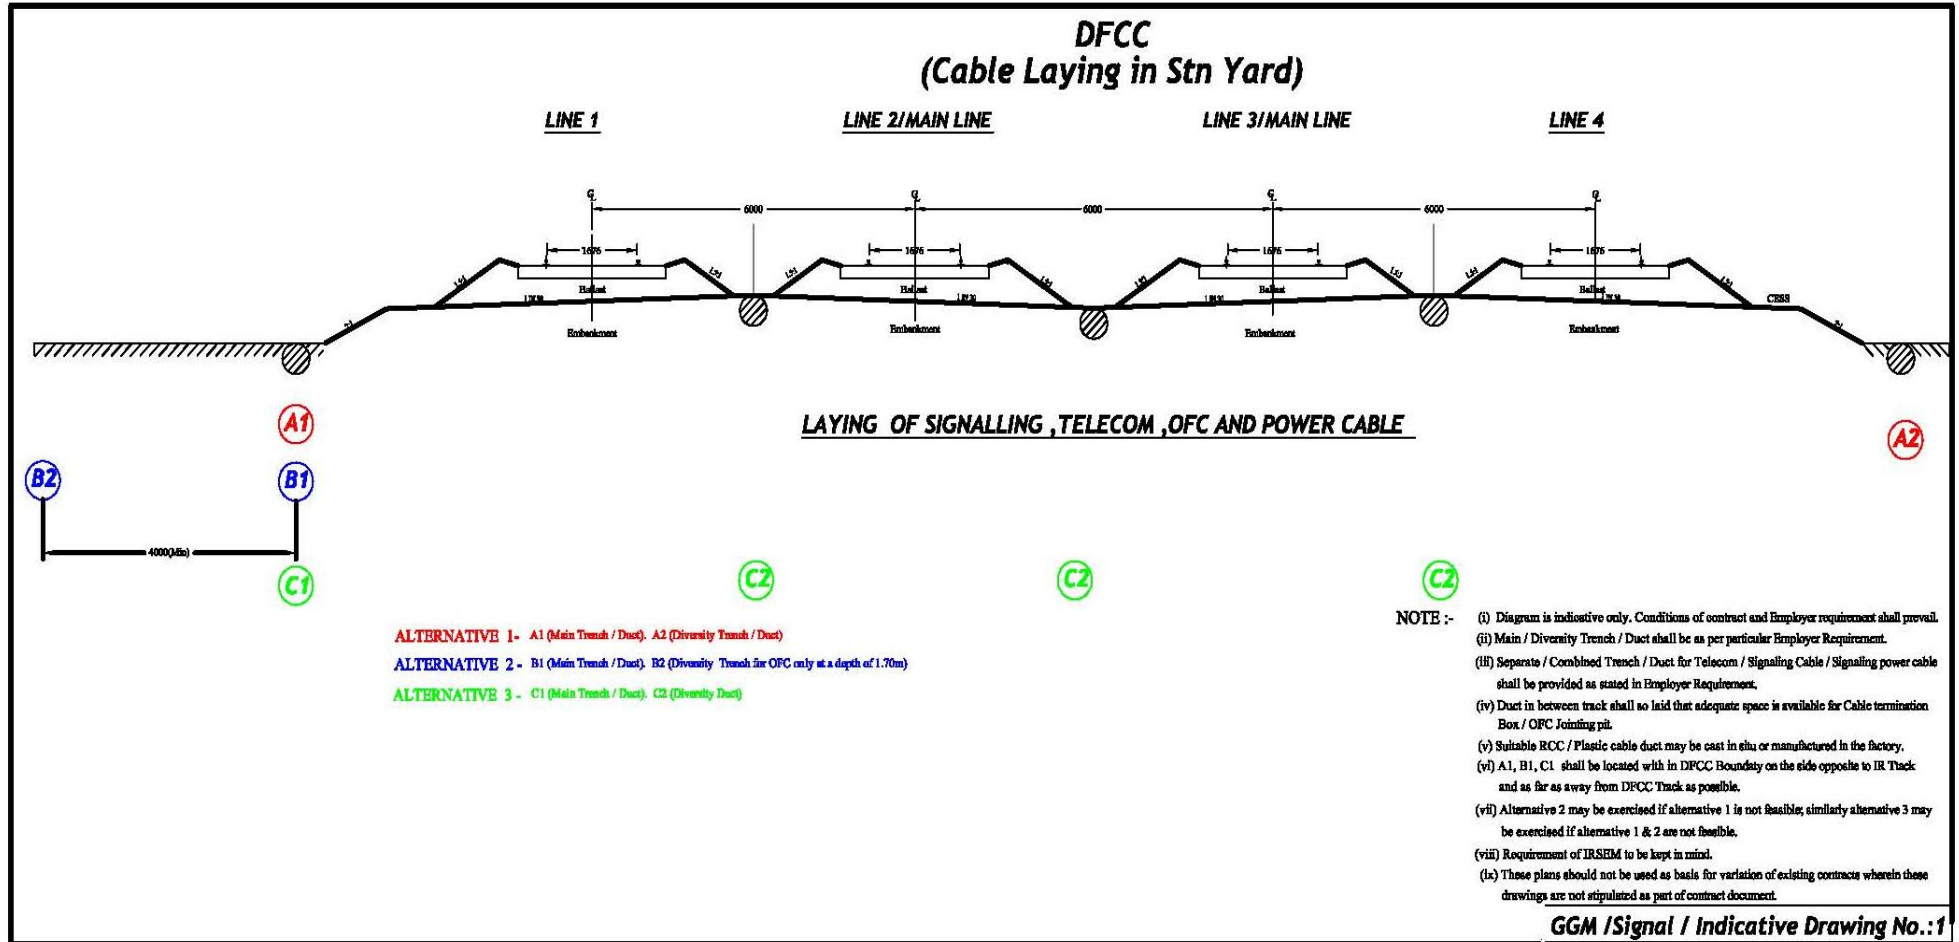 DFCC
(Cable Laying in Stn Yard)
LINE 1
LINE 2/MAIN LINE
LINE 3/MAIN LINE
LINE 4
6000
6000
6000
1676
1676
1676
1676
Ballast
Ballast
Ballast
Ballast
CESS
Embankment
Embankment
Embankment
Embankment
A1
LAYING OF SIGNALLING ,TELECOM ,OFC AND POWER CABLE
A2
B2
B1
4000(Min)
C1
C2
C2
C2
ALTERNATIVE 1- A1 (Main Trench / Duct). A2 (Diversity Trench / Duct)
ALTERNATIVE 2 - B1 (Main Trench / Duct). B2 (Diversity Trench for OFC only at a depth of 1.70m)
ALTERNATIVE 3 - C1 (Main Trench / Duct). C2 (Diversity Duct)
NOTE :- (i) Diagram is indicative only. Conditions of contract and Employer requirement shall prevail.
(ii) Main / Diversity Trench / Duct shall be as per particular Employer Requirement.
(iii) Separate / Combined Trench / Duct for Telecom / Signaling Cable / Signaling power cable
shall be provided as stated in Employer Requirement.
(iv) Duct in between track shall so laid that adequate space is available for Cable termination
Box / OFC Jointing pit.
(v) Suitable RCC / Plastic cable duct may be cast in situ or manufactured in the factory.
(vi) A1, B1, C1 shall be located with in DFCC Boundaty on the side opposite to IR Track
and as far as away from DFCC Track as possible.
(vii) Alternative 2 may be exercised if alternative 1 is not feasible; similarly alternative 3 may
be exercised if alternative 1 & 2 are not feasible.
(viii) Requirement of IRSEM to be kept in mind.
(ix) These plans should not be used as basis for variation of existing contracts wherein these
drawings are not stipulated as part of contract document.
GGM /Signal / Indicative Drawing No.:1